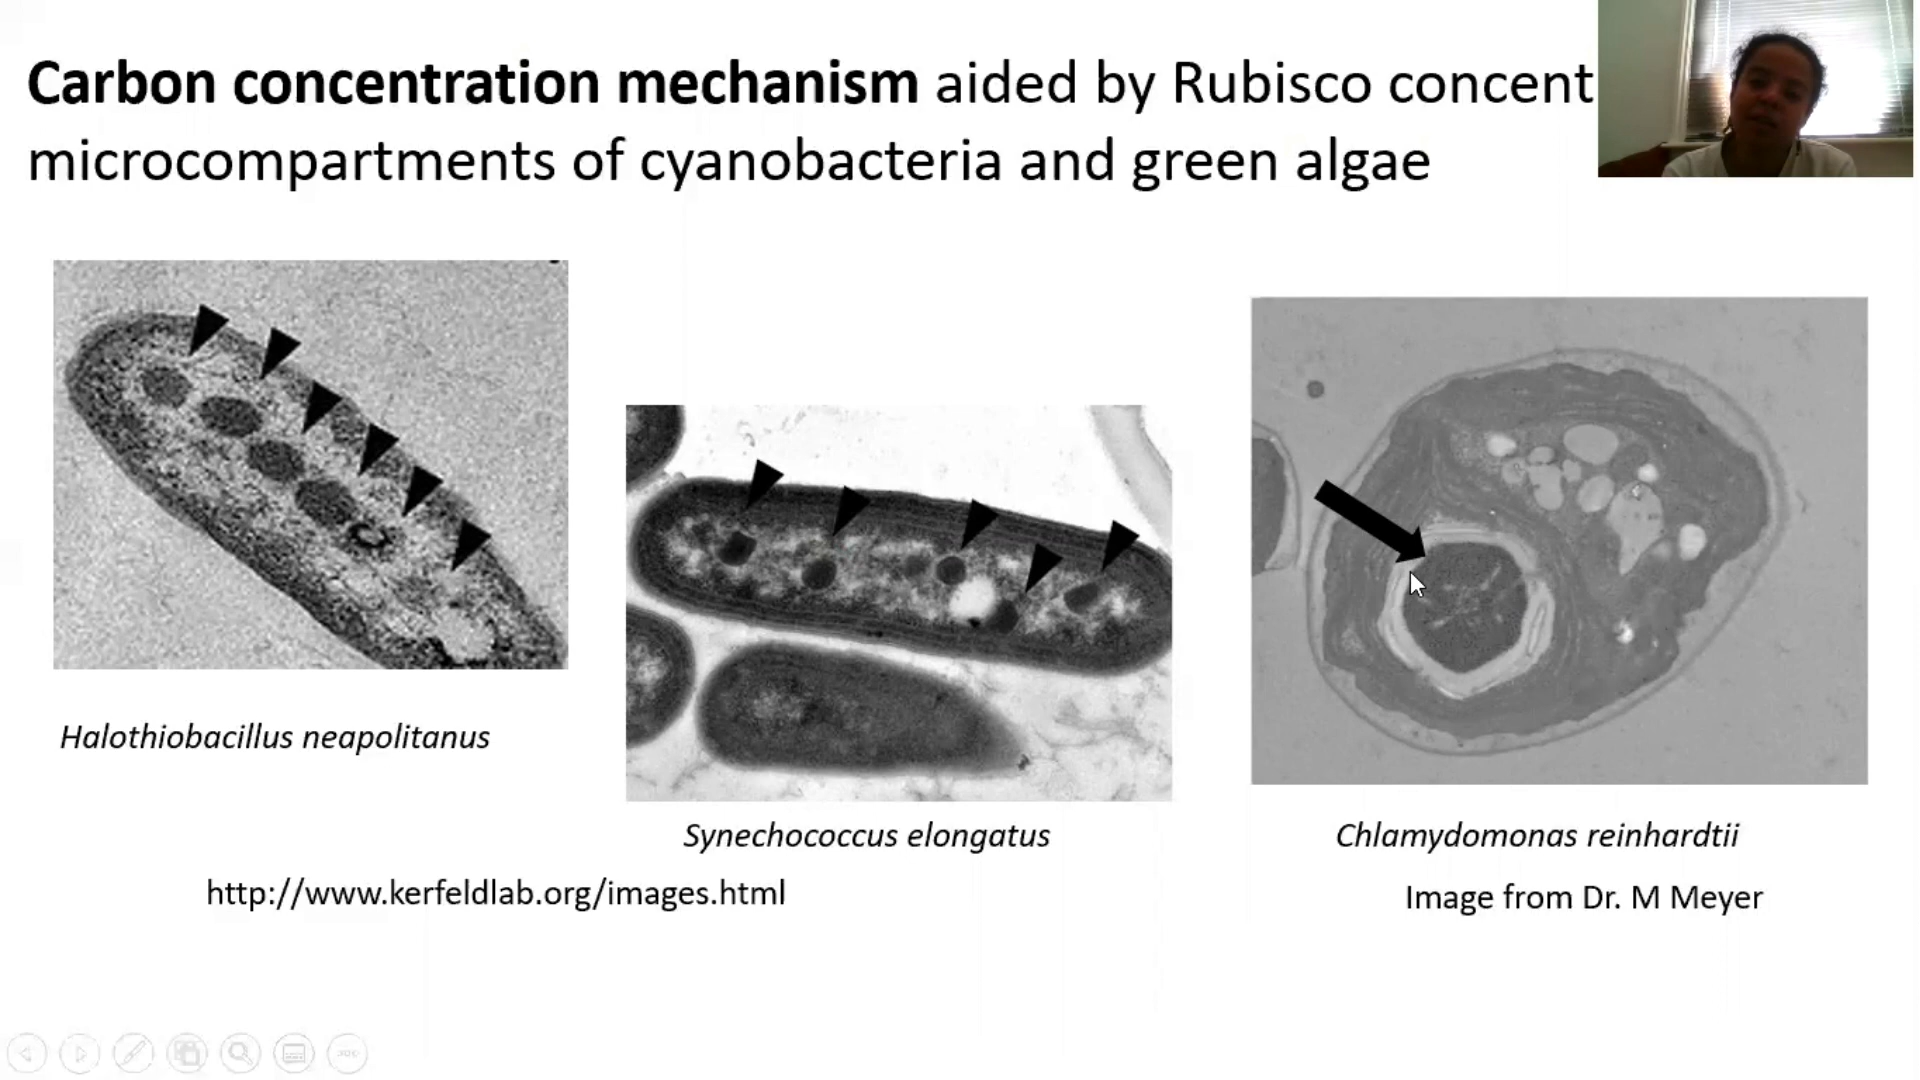 Carbon concentration mechanism aided by Rubisco concent
microcompartments of cyanobacteria and green algae
Halothiobacillus neapolitanus
Synechococcus elongatus
Chlamydomonas reinhardtii
http://www.kerfeldlab.org/images.html
Image from Dr. M Meyer